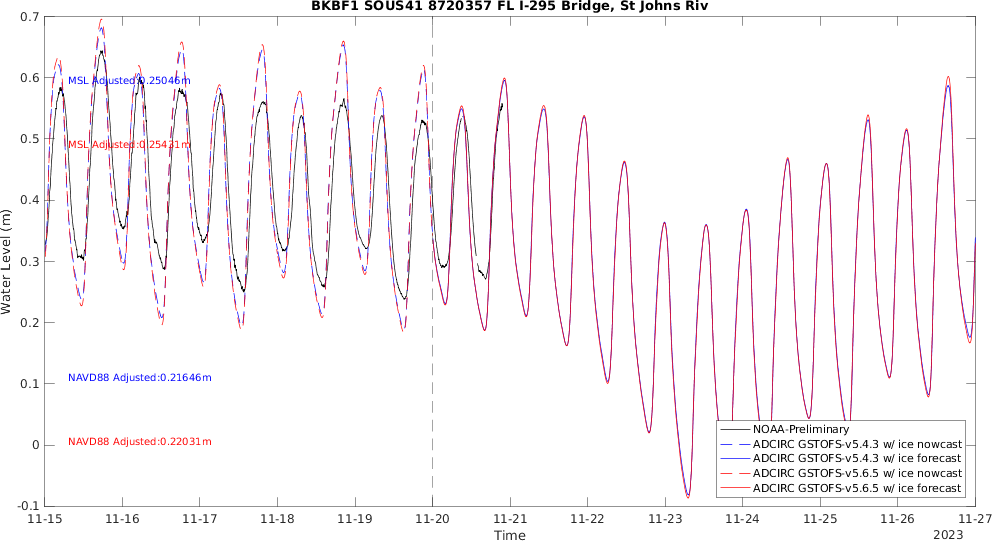 BKBF1 SOUS41 8720357 FL I-295 Bridge, St Johns Riv
0.7
0.6
0.5
0.4
0.3
0.2
0.1
0
-0.1
Water Level (m)
MSL Adjusted:0.25046m
MSL Adjusted:0.25431m
NAVD88 Adjusted:0.21646m
NAVD88 Adjusted:0.22031m
NOAA-Preliminary
ADCIRC GSTOFS-v5.4.3 w/ ice nowcast
ADCIRC GSTOFS-v5.4.3 w/ ice forecast
ADCIRC GSTOFS-v5.6.5 w/ ice nowcast
ADCIRC GSTOFS-v5.6.5 w/ ice forecast
11-15 11-16 11-17 11-18 11-19 11-20 11-21 11-22 11-23 11-24 11-25 11-26 11-27
Time
2023